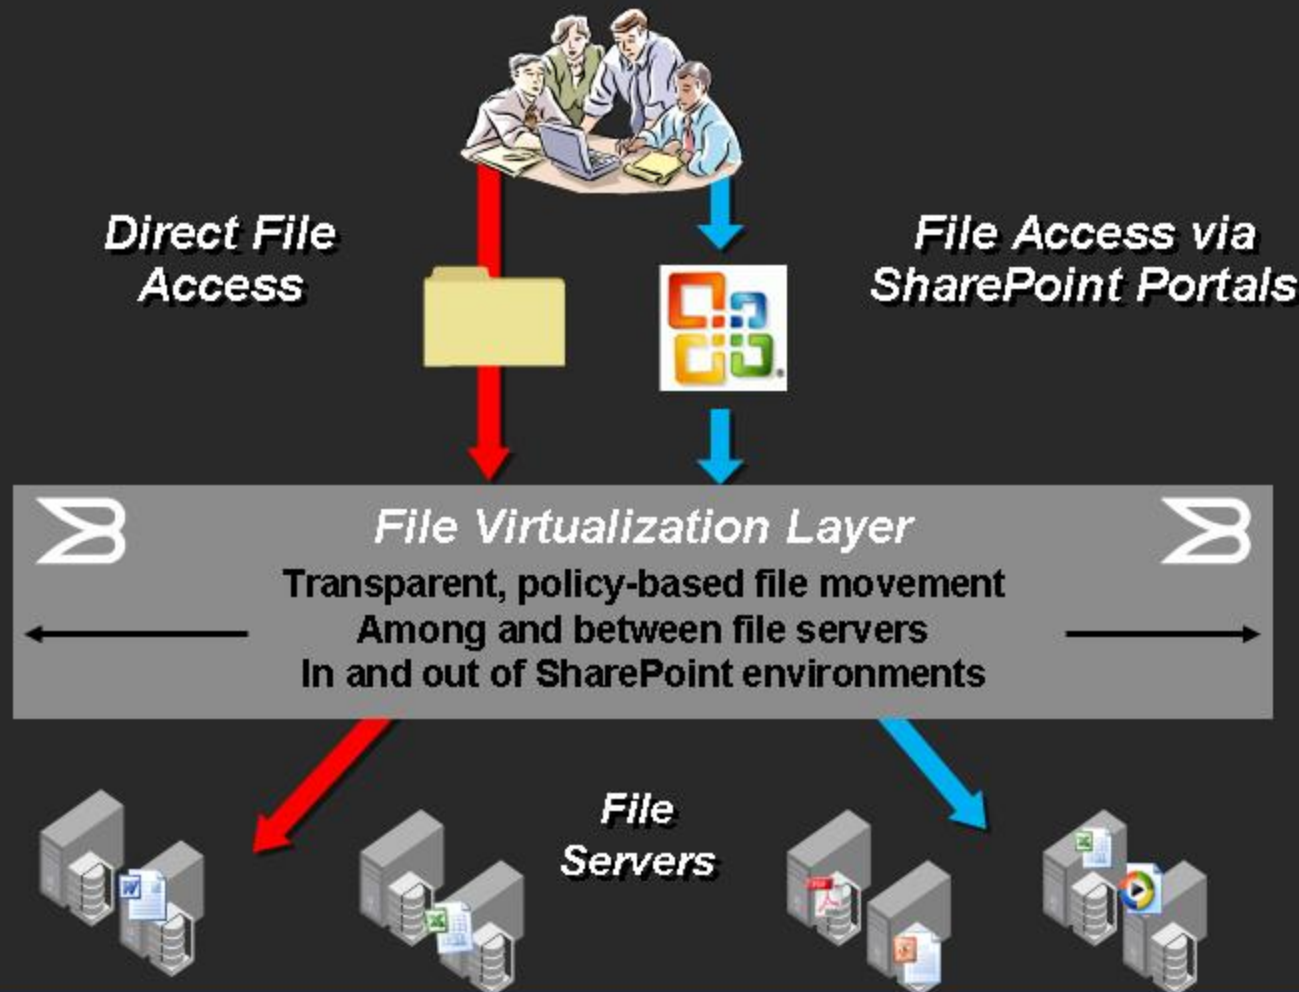 Direct File
Access
File Access via
SharePoint Portals
File Virtualization Layer
Transparent, policy-based file movement
Among and between file servers
In and out of SharePoint environments
File
Servers